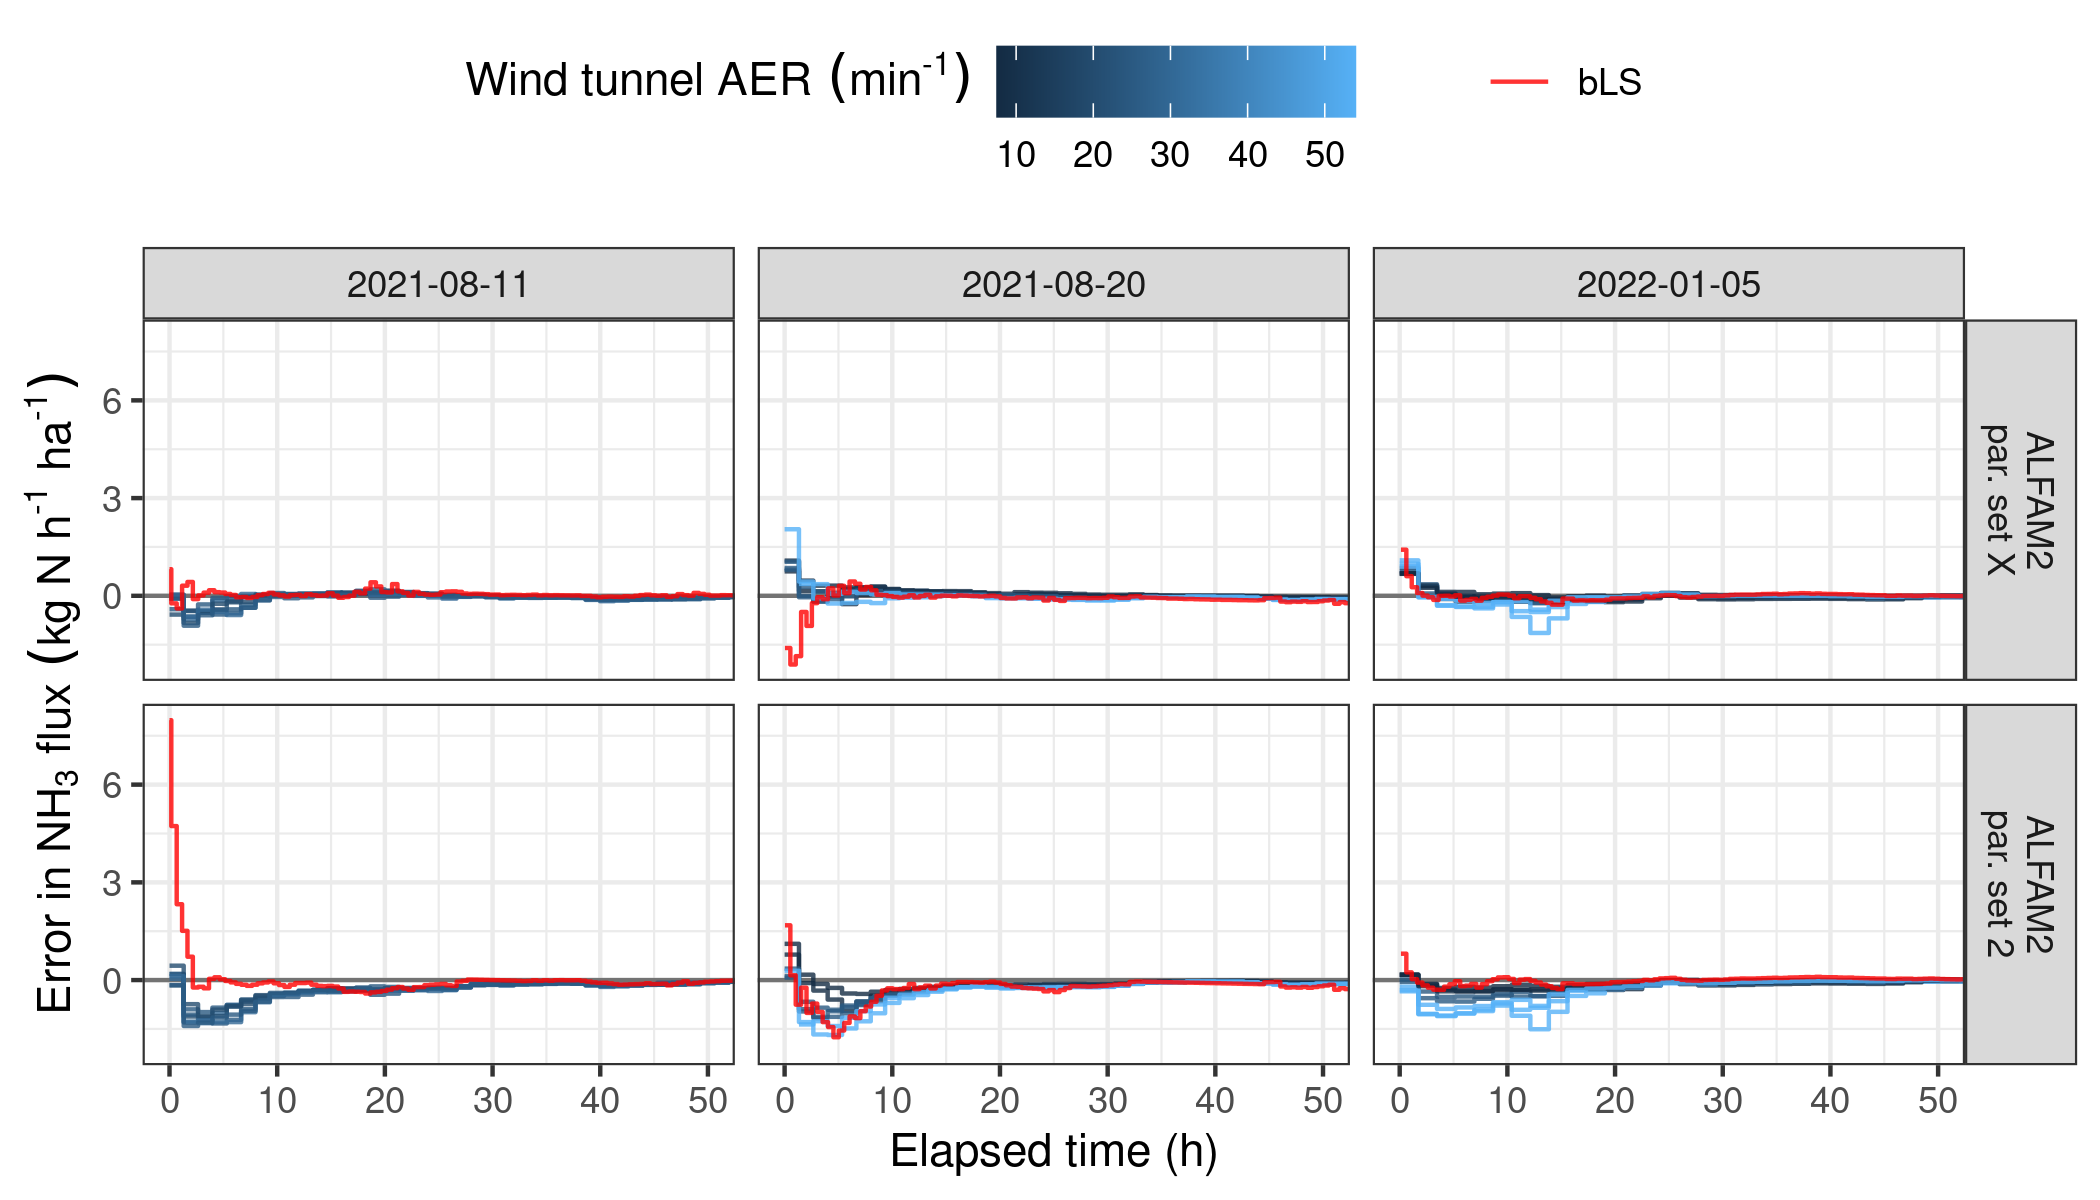 Wind tunnel AER (min⁻¹)
10 20 30 40 50
bLS
2021-08-11
2021-08-20
2022-01-05
Error in NH₃ flux (kg N h⁻¹ ha⁻¹)
6
3
0
ALFAM2
par. set X
6
3
0
ALFAM2
par. set 2
0 10 20 30 40 50
0 10 20 30 40 50
0 10 20 30 40 50
Elapsed time (h)